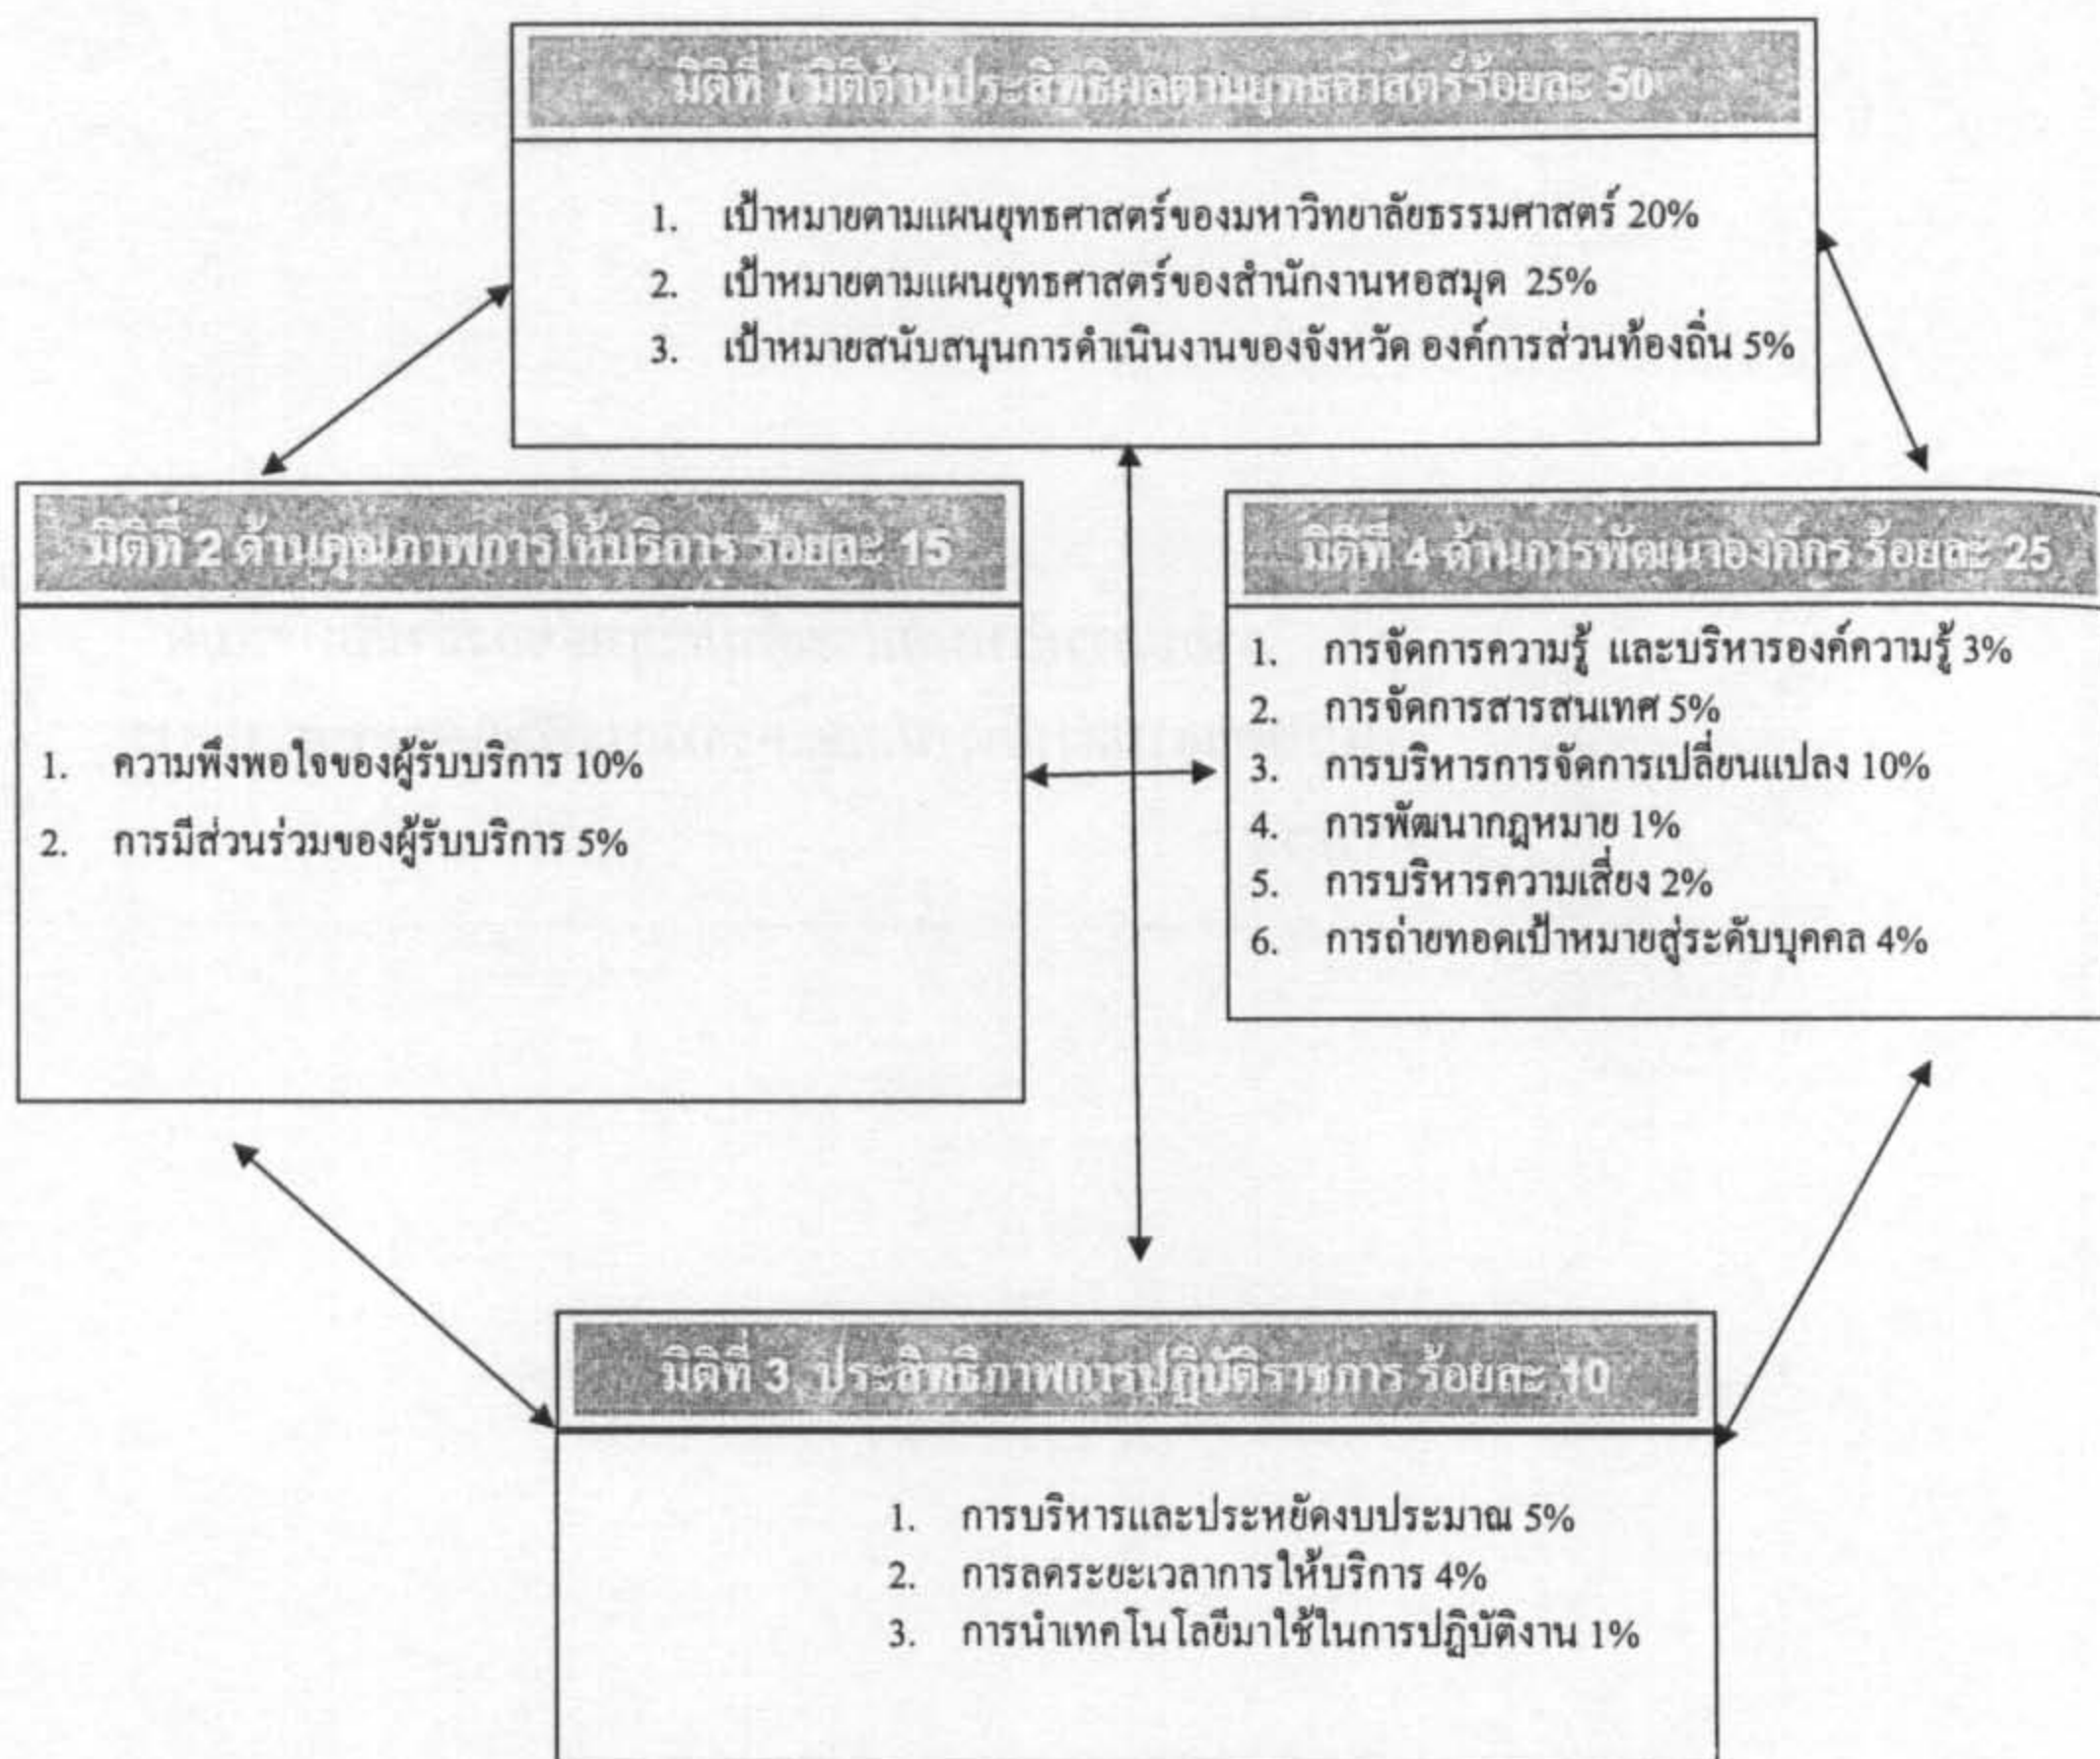 มิติที่ 1 มิติด้านประสิทธิผลตามยุทธศาสตร์ร้อยละ 50
1. เป้าหมายตามแผนยุทธศาสตร์ของมหาวิทยาลัยธรรมศาสตร์ 20%
2. เป้าหมายตามแผนยุทธศาสตร์ของสำนักงานหอสมุด 25%
3. เป้าหมายสนับสนุนการดำเนินงานของจังหวัด องค์การส่วนท้องถิ่น 5%
มิติที่ 2 ด้านคุณภาพการให้บริการ ร้อยละ 15
1. ความพึงพอใจของผู้รับบริการ 10%
2. การมีส่วนร่วมของผู้รับบริการ 5%
มิติที่ 4 ด้านการพัฒนาองค์กร ร้อยละ 25
1. การจัดการความรู้ และบริหารองค์ความรู้ 3%
2. การจัดการสารสนเทศ 5%
3. การบริหารการจัดการเปลี่ยนแปลง 10%
4. การพัฒนากฎหมาย 1%
5. การบริหารความเสี่ยง 2%
6. การถ่ายทอดเป้าหมายสู่ระดับบุคคล 4%
มิติที่ 3 ประสิทธิภาพการปฏิบัติราชการ ร้อยละ 10
1. การบริหารและประหยัดงบประมาณ 5%
2. การลดระยะเวลาการให้บริการ 4%
3. การนำเทคโนโลยีมาใช้ในการปฏิบัติงาน 1%